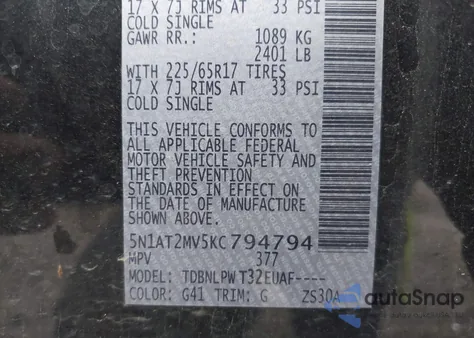 17 X 7J RIMS AT 33 PSI
COLD SINGLE
GAWR RR.: 1089 KG
2401 LB
WITH 225/65R17 TIRES
17 X 7J RIMS AT 33 PSI
COLD SINGLE
THIS VEHICLE CONFORMS TO
ALL APPLICABLE FEDERAL
MOTOR VEHICLE SAFETY AND
THEFT PREVENTION
STANDARDS IN EFFECT ON
THE DATE OF MANUFACTURE
SHOWN ABOVE.
5N1AT2MV5KC794794
MPV 377
MODEL: TDBNLPW T32EUAF----
COLOR: G41 TRIM: G ZS30A
autoSnap